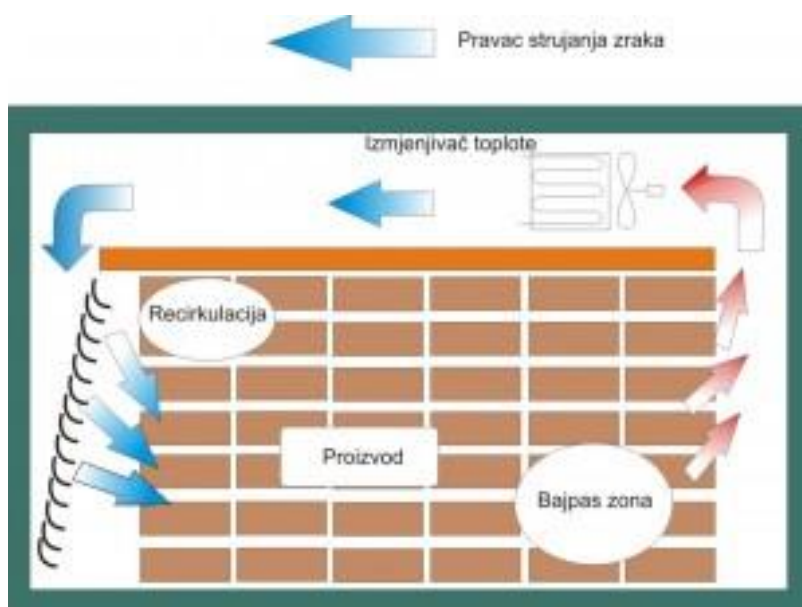 Pravac strujanja zraka
Izmjenjivač toplote
Recirkulacija
Proizvod
Bajpas zona